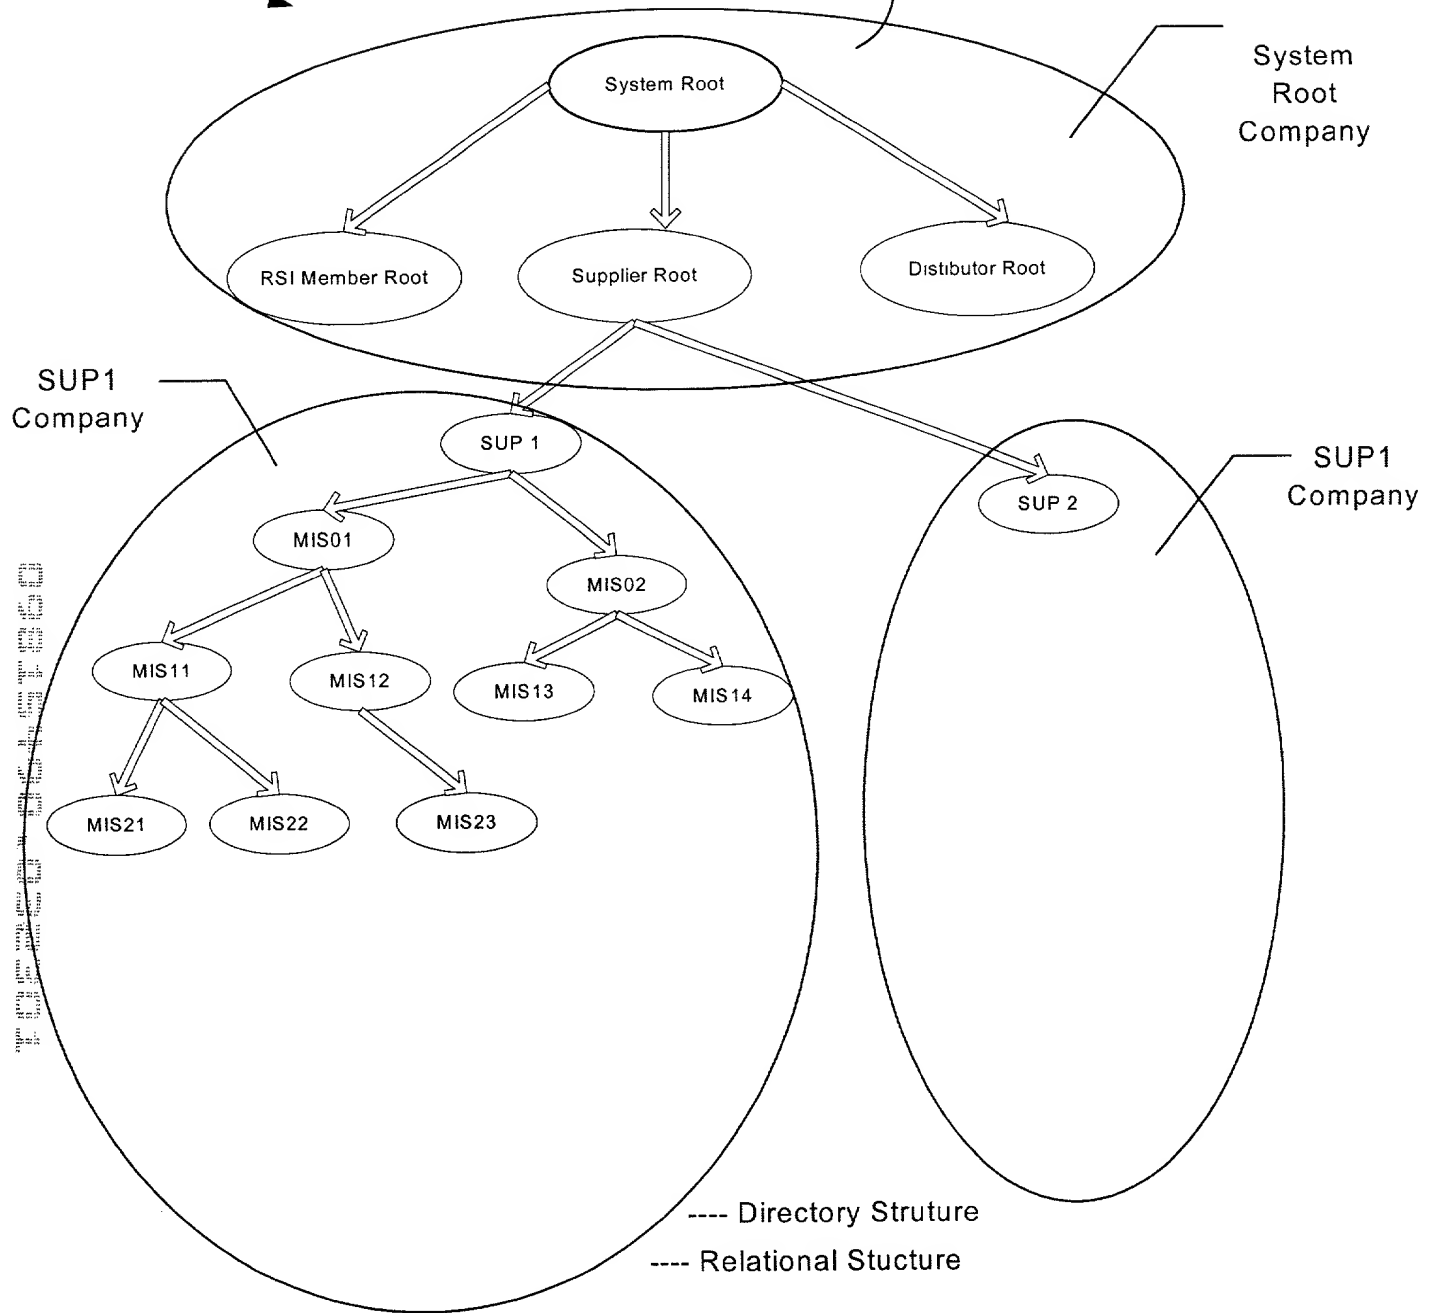 System Root
System
Root
Company
RSI Member Root
Supplier Root
Distibutor Root
SUP1
Company
SUP 1
SUP1
Company
SUP 2
MIS01
MIS02
MIS11
MIS12
MIS13
MIS14
MIS21
MIS22
MIS23
---- Directory Struture
---- Relational Stucture